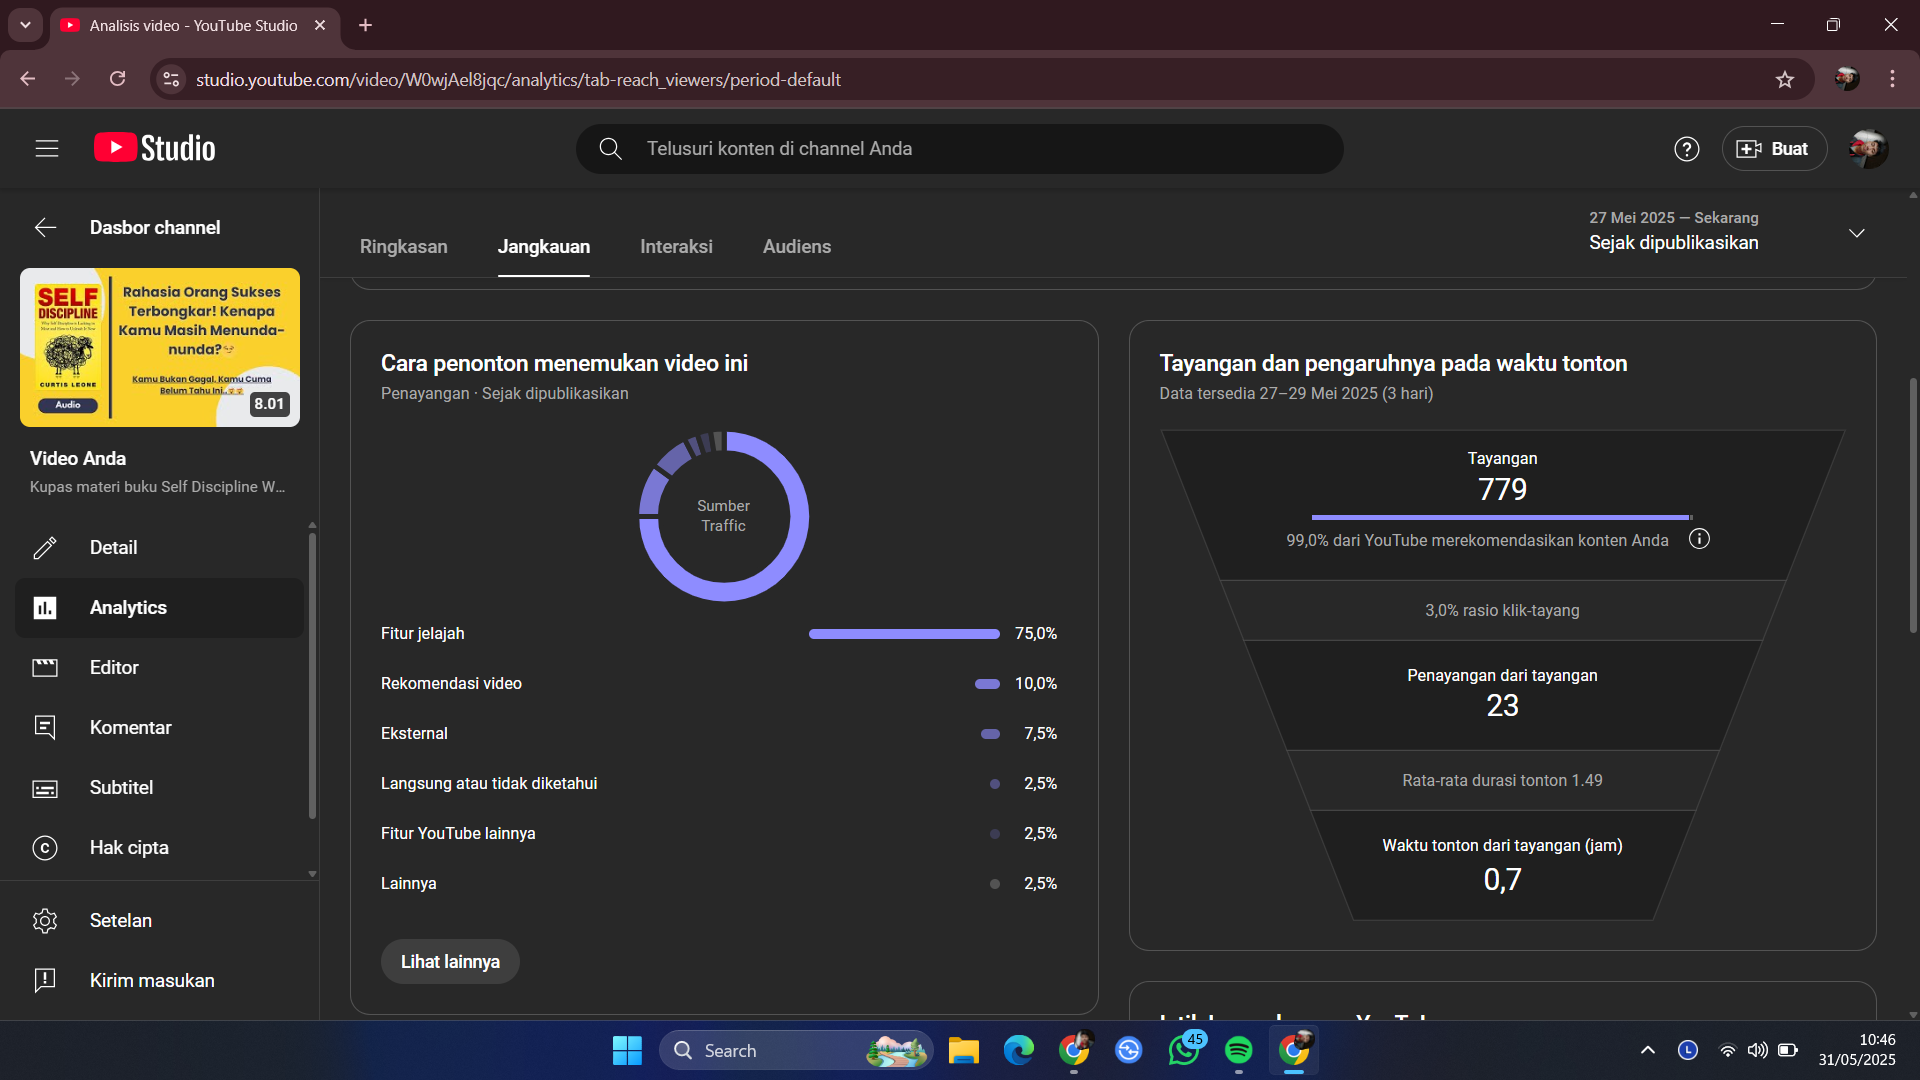 Analisis video - YouTube Studio
studio.youtube.com/video/W0wjAel8jqc/analytics/tab-reach_viewers/period-default
Studio
Telusuri konten di channel Anda
Buat
Dasbor channel
SELF
DISCIPLINE
CURTIS LEONE
Audio
Rahasia Orang Sukses
Terbongkar! Kenapa
Kamu Masih Menunda-
nunda?
Kamu Bukan Gagal, Kamu Cuma
Belum Tahu Ini..
8.01
Video Anda
Kupas materi buku Self Discipline W...
Detail
Analytics
Editor
Komentar
Subtitel
Hak cipta
Setelan
Kirim masukan
Ringkasan
Jangkauan
Interaksi
Audiens
27 Mei 2025 – Sekarang
Sejak dipublikasikan
Cara penonton menemukan video ini
Penayangan · Sejak dipublikasikan
Sumber
Traffic
Fitur jelajah 75,0%
Rekomendasi video 10,0%
Eksternal 7,5%
Langsung atau tidak diketahui 2,5%
Fitur YouTube lainnya 2,5%
Lainnya 2,5%
Lihat lainnya
Tayangan dan pengaruhnya pada waktu tonton
Data tersedia 27–29 Mei 2025 (3 hari)
Tayangan
779
99,0% dari YouTube merekomendasikan konten Anda
3,0% rasio klik-tayang
Penayangan dari tayangan
23
Rata-rata durasi tonton 1.49
Waktu tonton dari tayangan (jam)
0,7
Search
45
L
10:46
31/05/2025